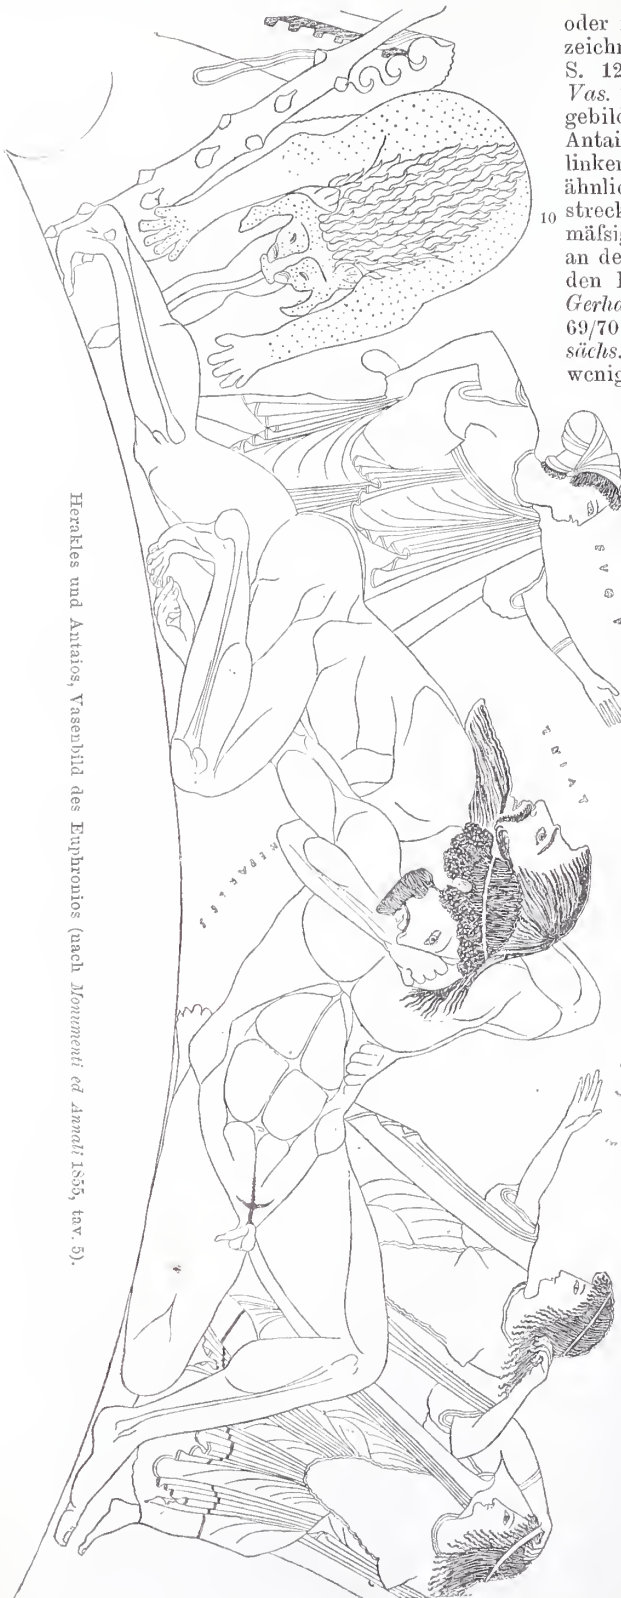 oder
zeichn
S. 12
Vas.
gebild
Antai
linken
ähnlic
10 streck
mäſsig
an de
den
Gerha
69/70
sächs.
wenig
Herakles und Antaios, Vasenbild des Euphronios (nach Monumenti ed Annali 1855, tav. 5).